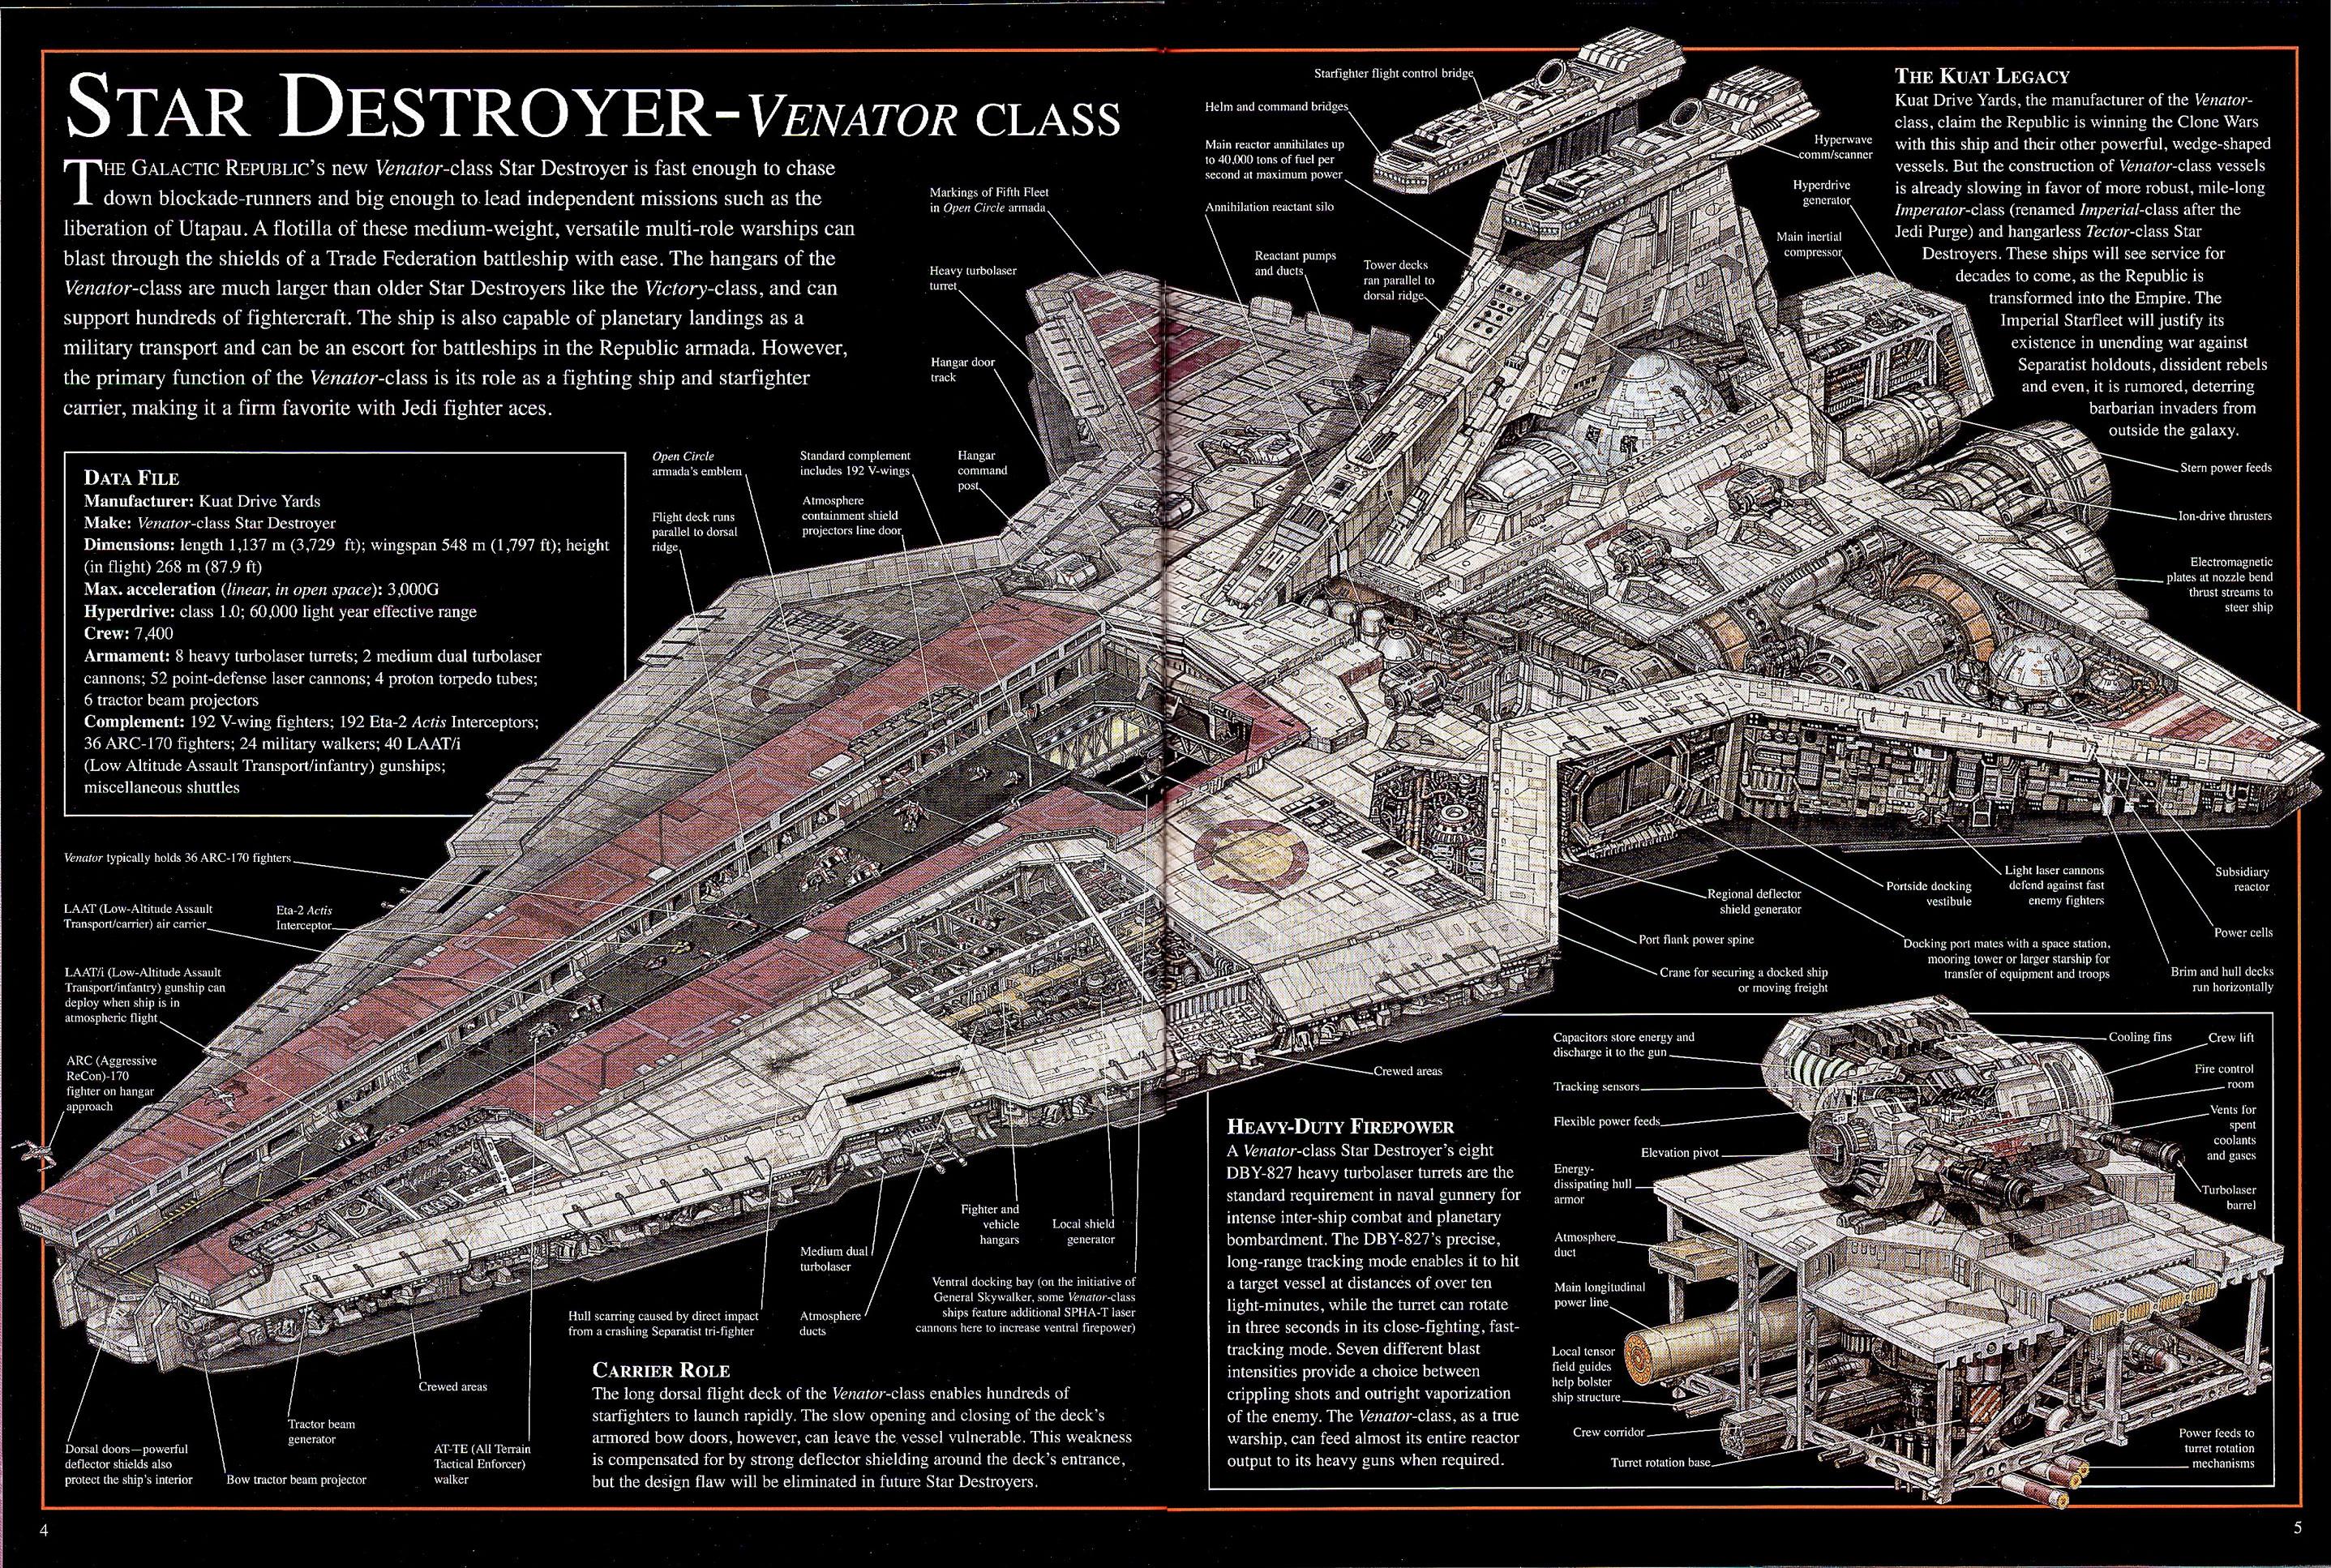 STAR DESTROYER-VENATOR CLASS
THE GALACTIC REPUBLIC'S new Venator-class Star Destroyer is fast enough to chase
down blockade-runners and big enough to lead independent missions such as the
liberation of Utapau. A flotilla of these medium-weight, versatile multi-role warships can
blast through the shields of a Trade Federation battleship with ease. The hangars of the
Venator-class are much larger than older Star Destroyers like the Victory-class, and can
support hundreds of fightercraft. The ship is also capable of planetary landings as a
military transport and can be an escort for battleships in the Republic armada. However,
the primary function of the Venator-class is its role as a fighting ship and starfighter
carrier, making it a firm favorite with Jedi fighter aces.
DATA FILE
Manufacturer: Kuat Drive Yards
Make: Venator-class Star Destroyer
Dimensions: length 1,137 m (3,729 ft); wingspan 548 m (1,797 ft); height
(in flight) 268 m (87.9 ft)
Max. acceleration (linear, in open space): 3,000G
Hyperdrive: class 1.0; 60,000 light year effective range
Crew: 7,400
Armament: 8 heavy turbolaser turrets; 2 medium dual turbolaser
cannons; 52 point-defense laser cannons; 4 proton torpedo tubes;
6 tractor beam projectors
Complement: 192 V-wing fighters; 192 Eta-2 Actis Interceptors;
36 ARC-170 fighters; 24 military walkers; 40 LAAT/i
(Low Altitude Assault Transport/infantry) gunships;
miscellaneous shuttles
Open Circle
armada's emblem
Flight deck runs
parallel to dorsal
ridge
Standard complement
includes 192 V-wings
Atmosphere
containment shield
projectors line door
Hangar
command
post
Markings of Fifth Fleet
in Open Circle armada
Heavy turbolaser
turret
Hangar door
track
Venator typically holds 36 ARC-170 fighters
LAAT (Low-Altitude Assault
Transport/carrier) air carrier
Eta-2 Actis
Interceptor
LAAT/i (Low-Altitude Assault
Transport/infantry) gunship can
deploy when ship is in
atmospheric flight
ARC (Aggressive
ReCon)-170
fighter on hangar
approach
Dorsal doors—powerful
deflector shields also
protect the ship's interior
Bow tractor beam projector
Tractor beam
generator
Crewed areas
AT-TE (All Terrain
Tactical Enforcer)
walker
Hull scarring caused by direct impact
from a crashing Separatist tri-fighter
Medium dual
turbolaser
Atmosphere
ducts
Fighter and
vehicle
hangars
Local shield
generator
Ventral docking bay (on the initiative of
General Skywalker, some Venator-class
ships feature additional SPHA-T laser
cannons here to increase ventral firepower)
CARRIER ROLE
The long dorsal flight deck of the Venator-class enables hundreds of
starfighters to launch rapidly. The slow opening and closing of the deck's
armored bow doors, however, can leave the vessel vulnerable. This weakness
is compensated for by strong deflector shielding around the deck's entrance,
but the design flaw will be eliminated in future Star Destroyers.
4
Starfighter flight control bridge
Helm and command bridges
Main reactor annihilates up
to 40,000 tons of fuel per
second at maximum power
Annihilation reactant silo
Reactant pumps
and ducts
Tower decks
ran parallel to
dorsal ridge
Hyperwave
comm/scanner
Hyperdrive
generator
Main inertial
compressor
THE KUAT LEGACY
Kuat Drive Yards, the manufacturer of the Venator-
class, claim the Republic is winning the Clone Wars
with this ship and their other powerful, wedge-shaped
vessels. But the construction of Venator-class vessels
is already slowing in favor of more robust, mile-long
Imperator-class (renamed Imperial-class after the
Jedi Purge) and hangarless Tector-class Star
Destroyers. These ships will see service for
decades to come, as the Republic is
transformed into the Empire. The
Imperial Starfleet will justify its
existence in unending war against
Separatist holdouts, dissident rebels
and even, it is rumored, deterring
barbarian invaders from
outside the galaxy.
Stern power feeds
Ion-drive thrusters
Electromagnetic
plates at nozzle bend
thrust streams to
steer ship
Regional deflector
shield generator
Port flank power spine
Crane for securing a docked ship
or moving freight
Portside docking
vestibule
Light laser cannons
defend against fast
enemy fighters
Subsidiary
reactor
Docking port mates with a space station,
mooring tower or larger starship for
transfer of equipment and troops
Power cells
Brim and hull decks
run horizontally
Crewed areas
HEAVY-DUTY FIREPOWER
A Venator-class Star Destroyer's eight
DBY-827 heavy turbolaser turrets are the
standard requirement in naval gunnery for
intense inter-ship combat and planetary
bombardment. The DBY-827's precise,
long-range tracking mode enables it to hit
a target vessel at distances of over ten
light-minutes, while the turret can rotate
in three seconds in its close-fighting, fast-
tracking mode. Seven different blast
intensities provide a choice between
crippling shots and outright vaporization
of the enemy. The Venator-class, as a true
warship, can feed almost its entire reactor
output to its heavy guns when required.
Capacitors store energy and
discharge it to the gun
Tracking sensors
Flexible power feeds
Elevation pivot
Energy-
dissipating hull
armor
Atmosphere
duct
Main longitudinal
power line
Local tensor
field guides
help bolster
ship structure
Crew corridor
Turret rotation base
Cooling fins
Crew lift
Fire control
room
Vents for
spent
coolants
and gases
Turbolaser
barrel
Power feeds to
turret rotation
mechanisms
5